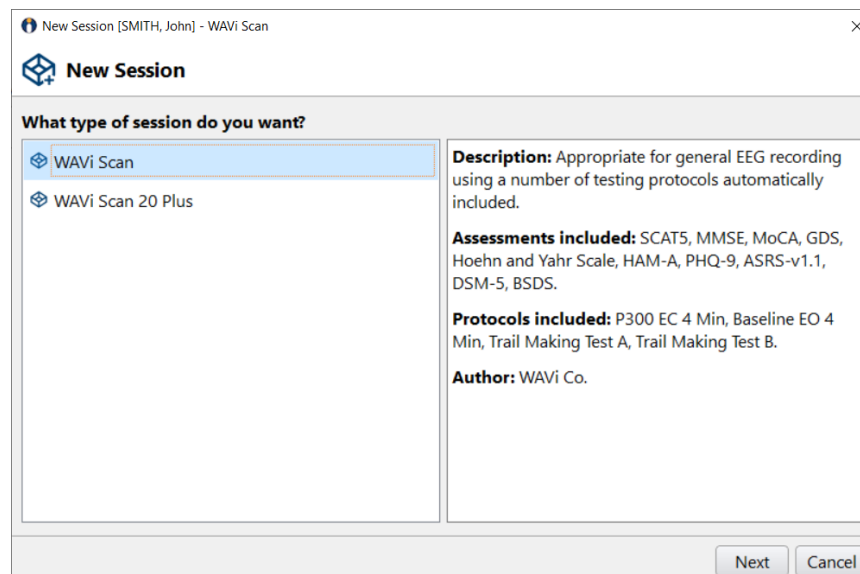 New Session [SMITH, John] - WAVi Scan
New Session
What type of session do you want?
WAVi Scan
WAVi Scan 20 Plus
Description: Appropriate for general EEG recording
using a number of testing protocols automatically
included.
Assessments included: SCAT5, MMSE, MoCA, GDS,
Hoehn and Yahr Scale, HAM-A, PHQ-9, ASRS-v1.1,
DSM-5, BSDS.
Protocols included: P300 EC 4 Min, Baseline EO 4
Min, Trail Making Test A, Trail Making Test B.
Author: WAVi Co.
Next
Cancel